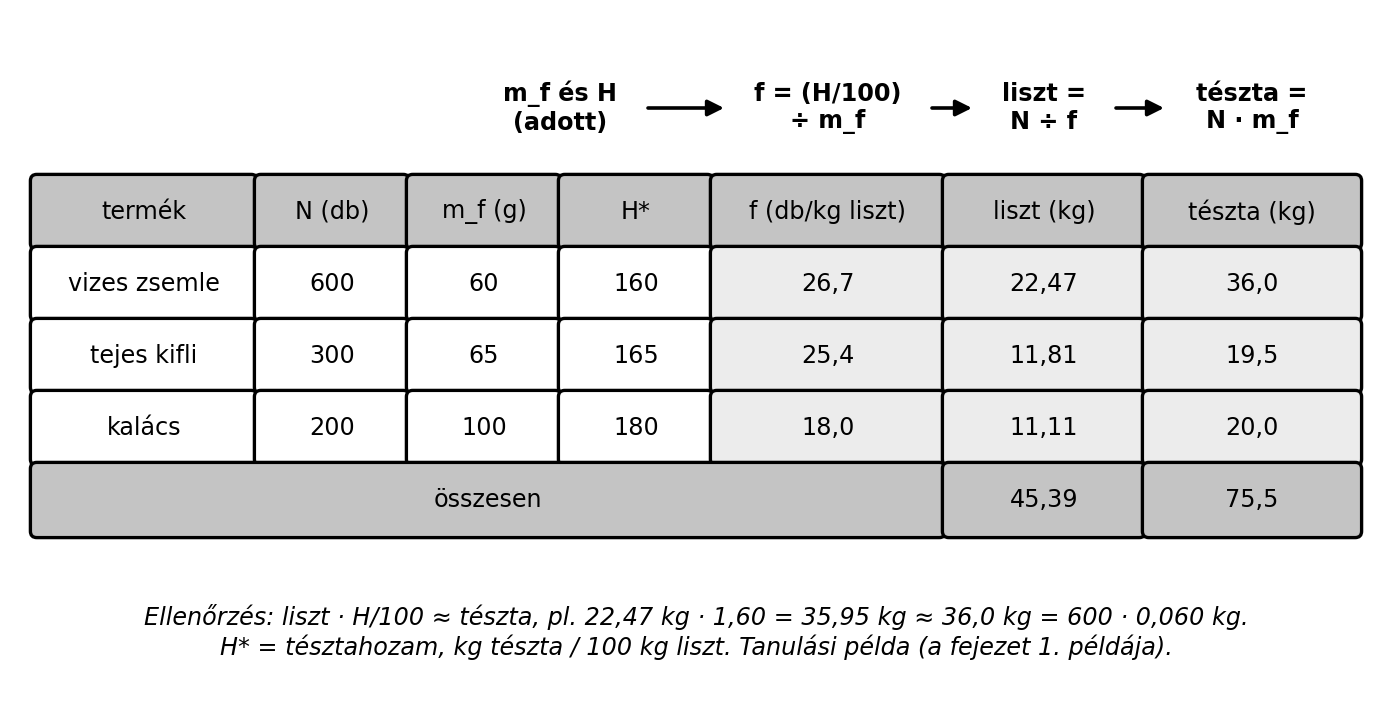 m_f és H
(adott)
f = (H/100)
÷ m_f
liszt =
N ÷ f
tészta =
N · m_f
termék N (db) m_f (g) H* f (db/kg liszt) liszt (kg) tészta (kg)
vizes zsemle 600 60 160 26,7 22,47 36,0
tejes kifli 300 65 165 25,4 11,81 19,5
kalács 200 100 180 18,0 11,11 20,0
összesen 45,39 75,5
Ellenőrzés: liszt · H/100 ≈ tészta, pl. 22,47 kg · 1,60 = 35,95 kg ≈ 36,0 kg = 600 · 0,060 kg.
H* = tésztahozam, kg tészta / 100 kg liszt. Tanulási példa (a fejezet 1. példája).